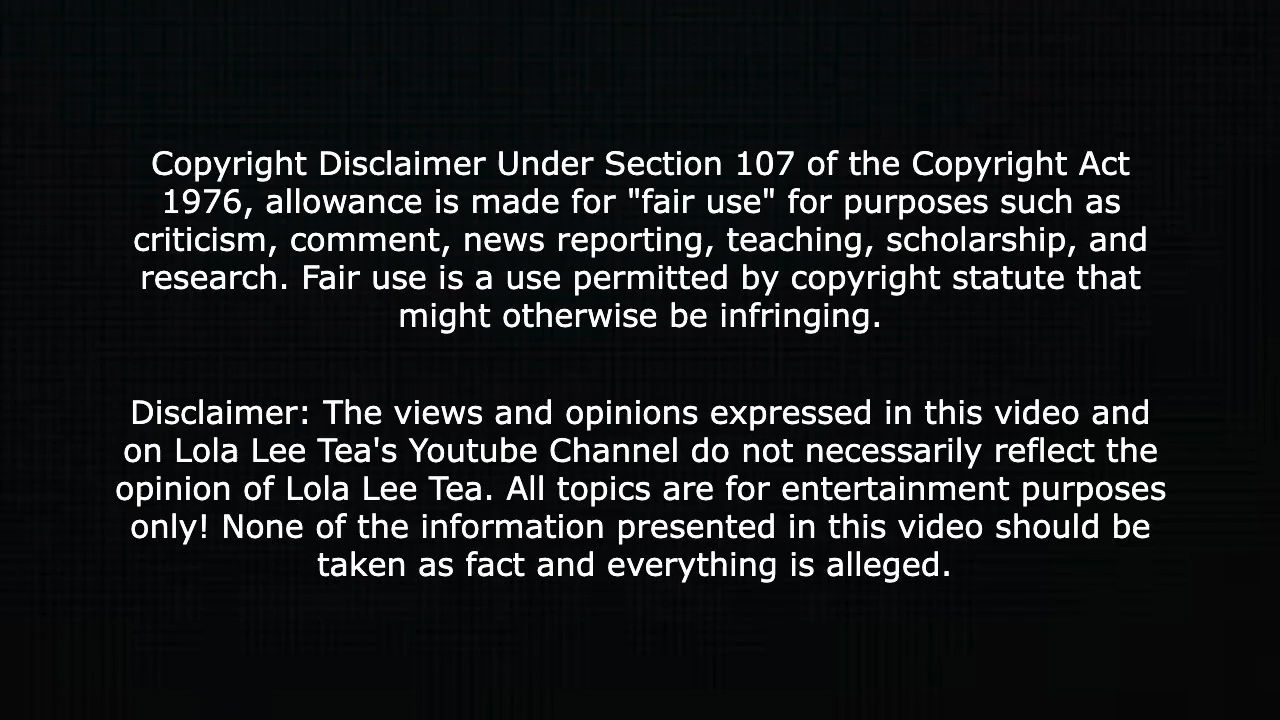 Copyright Disclaimer Under Section 107 of the Copyright Act
1976, allowance is made for "fair use" for purposes such as
criticism, comment, news reporting, teaching, scholarship, and
research. Fair use is a use permitted by copyright statute that
might otherwise be infringing.
Disclaimer: The views and opinions expressed in this video and
on Lola Lee Tea's Youtube Channel do not necessarily reflect the
opinion of Lola Lee Tea. All topics are for entertainment purposes
only! None of the information presented in this video should be
taken as fact and everything is alleged.